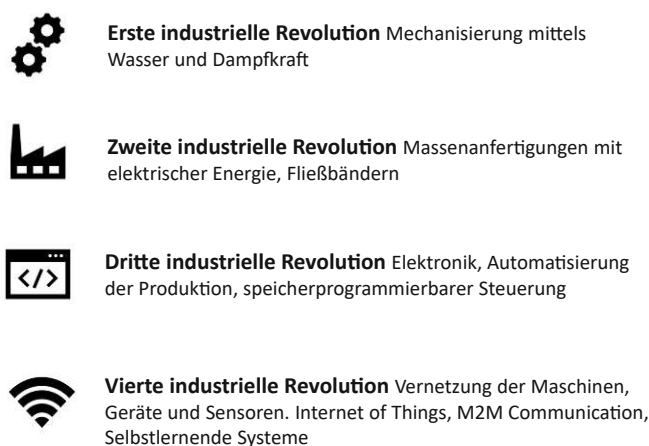 Erste industrielle Revolution Mechanisierung mittels
Wasser und Dampfkraft
Zweite industrielle Revolution Massenanfertigungen mit
elektrischer Energie, Fließbändern
</>
Dritte industrielle Revolution Elektronik, Automatisierung
der Produktion, speicherprogrammierbarer Steuerung
Vierte industrielle Revolution Vernetzung der Maschinen,
Geräte und Sensoren. Internet of Things, M2M Communication,
Selbstlernende Systeme